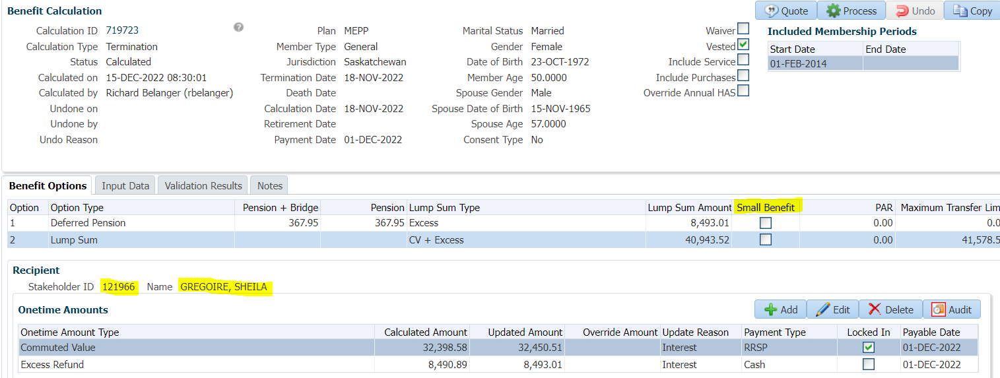 Benefit Calculation Quote Process Undo Copy
Calculation ID 719723 Plan MEPP Marital Status Married Waiver Included Membership Periods
Calculation Type Termination Member Type General Gender Female Vested Start Date End Date
Status Calculated Jurisdiction Saskatchewan Date of Birth 23-OCT-1972 Include Service 01-FEB-2014
Calculated on 15-DEC-2022 08:30:01 Termination Date 18-NOV-2022 Member Age 50.0000 Include Purchases
Calculated by Richard Belanger (rbelanger) Death Date Spouse Gender Male Override Annual HAS
Undone on Calculation Date 18-NOV-2022 Spouse Date of Birth 15-NOV-1965
Undone by Retirement Date Spouse Age 57.0000
Undo Reason Payment Date 01-DEC-2022 Consent Type No
Benefit Options Input Data Validation Results Notes
Option Option Type Pension + Bridge Pension Lump Sum Type Lump Sum Amount Small Benefit PAR Maximum Transfer Lim
1 Deferred Pension 367.95 367.95 Excess 8,493.01 0.00 0.0
2 Lump Sum CV + Excess 40,943.52 0.00 41,578.5
Recipient
Stakeholder ID 121966 Name GREGOIRE, SHEILA
Onetime Amounts Add Edit Delete Audit
Onetime Amount Type Calculated Amount Updated Amount Override Amount Update Reason Payment Type Locked In Payable Date
Commuted Value 32,398.58 32,450.51 Interest RRSP 01-DEC-2022
Excess Refund 8,490.89 8,493.01 Interest Cash 01-DEC-2022